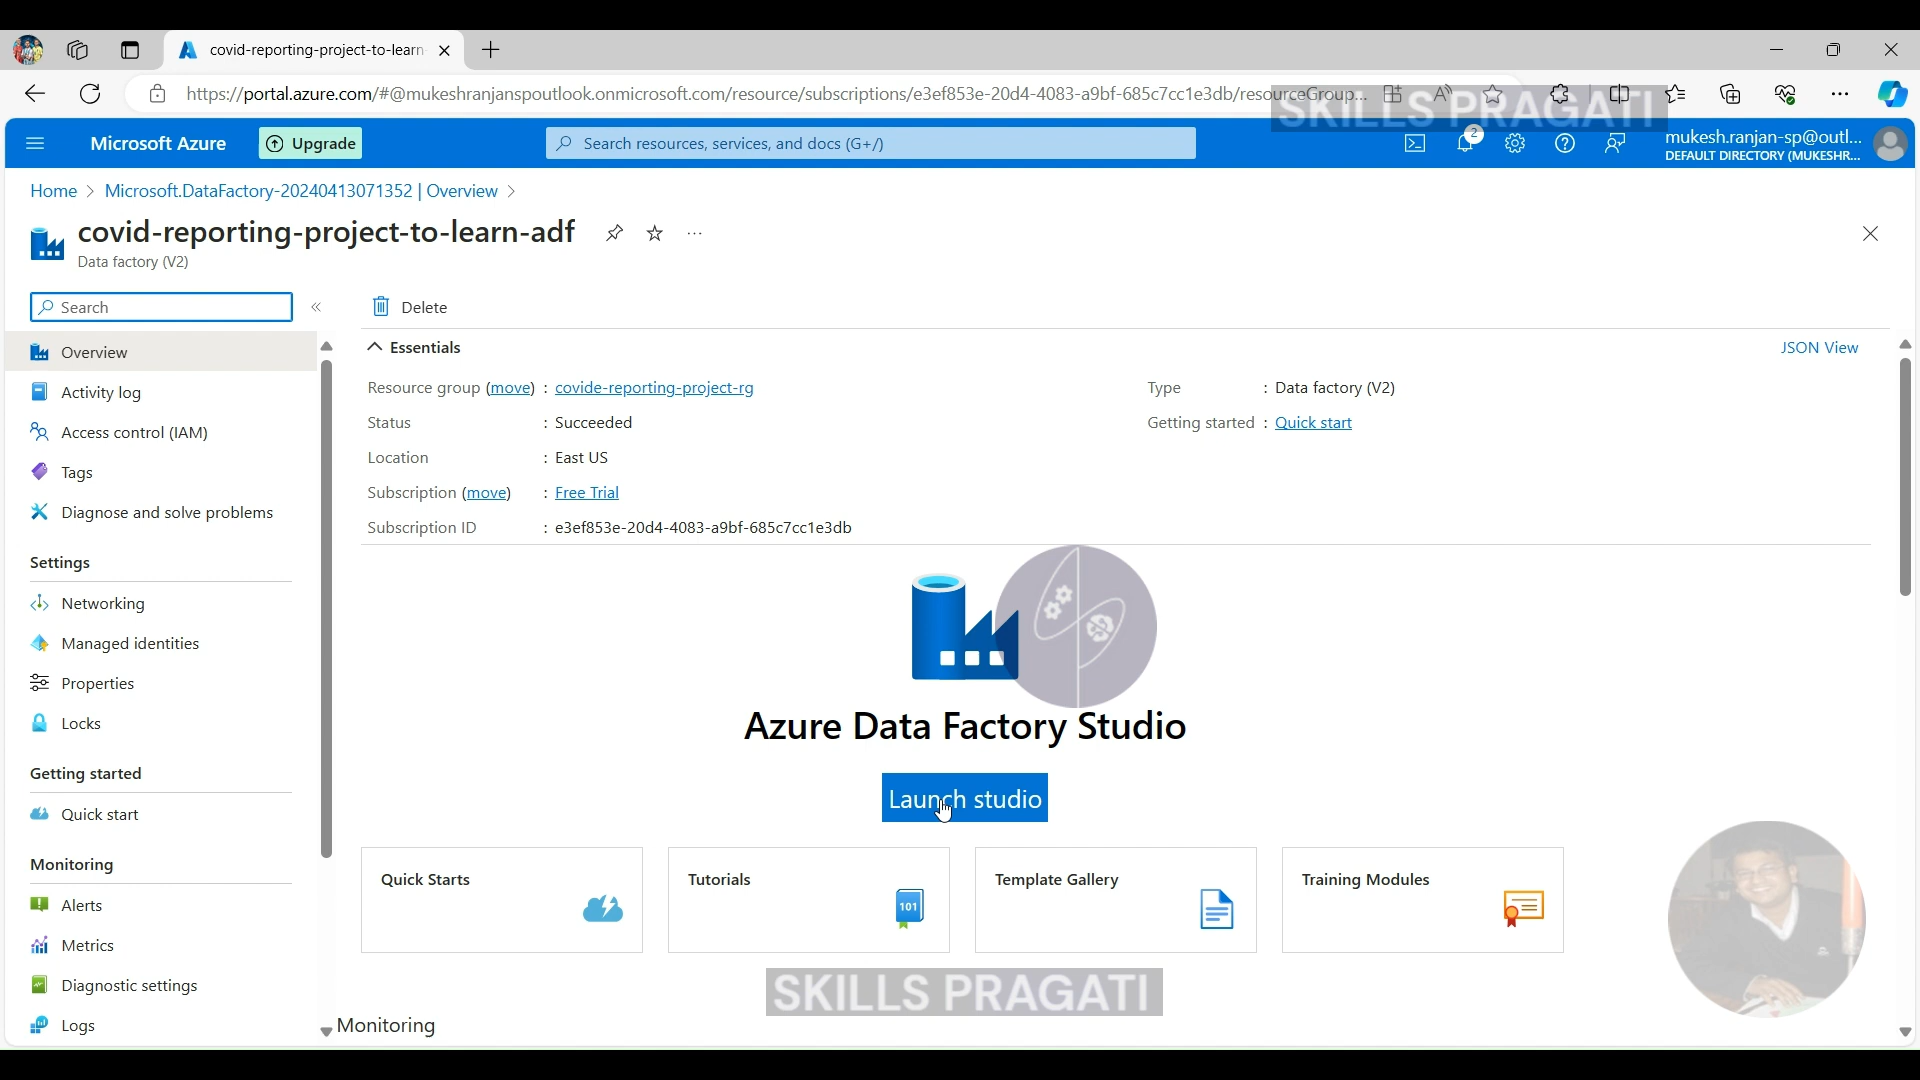 covid-reporting-project-to-learn-
https://portal.azure.com/#@mukeshranjanspoutlook.onmicrosoft.com/resource/subscriptions/e3ef853e-20d4-4083-a9bf-685c7cc1e3db/resourceGroup...
SKILLS PRAGATI
Microsoft Azure
Upgrade
Search resources, services, and docs (G+/)
2
mukesh.ranjan-sp@outl...
DEFAULT DIRECTORY (MUKESHR...
Home > Microsoft.DataFactory-20240413071352 | Overview >
covid-reporting-project-to-learn-adf
Data factory (V2)
Search
Delete
Overview
Activity log
Access control (IAM)
Tags
Diagnose and solve problems
Settings
Networking
Managed identities
Properties
Locks
Getting started
Quick start
Monitoring
Alerts
Metrics
Diagnostic settings
Logs
Essentials
JSON View
Resource group (move) : covide-reporting-project-rg
Status : Succeeded
Location : East US
Subscription (move) : Free Trial
Subscription ID : e3ef853e-20d4-4083-a9bf-685c7cc1e3db
Type : Data factory (V2)
Getting started : Quick start
Azure Data Factory Studio
Launch studio
Quick Starts
Tutorials
101
Template Gallery
Training Modules
SKILLS PRAGATI
Monitoring